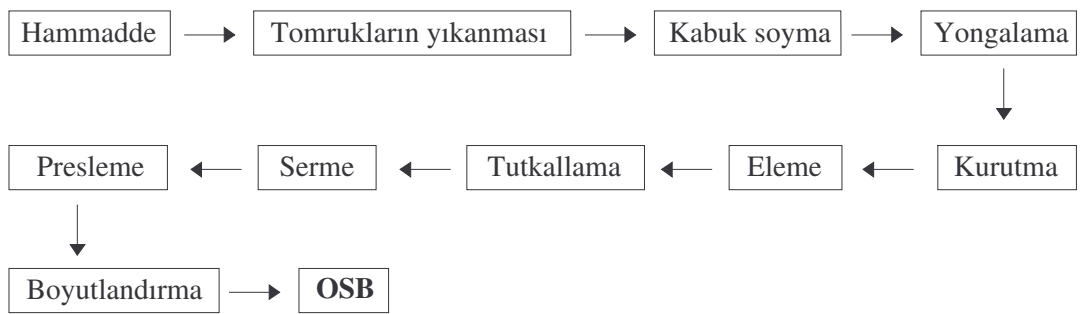 Hammadde
Tomrukların yıkanması
Kabuk soyma
Yongalama
Kurutma
Eleme
Tutkallama
Serme
Presleme
Boyutlandırma
OSB